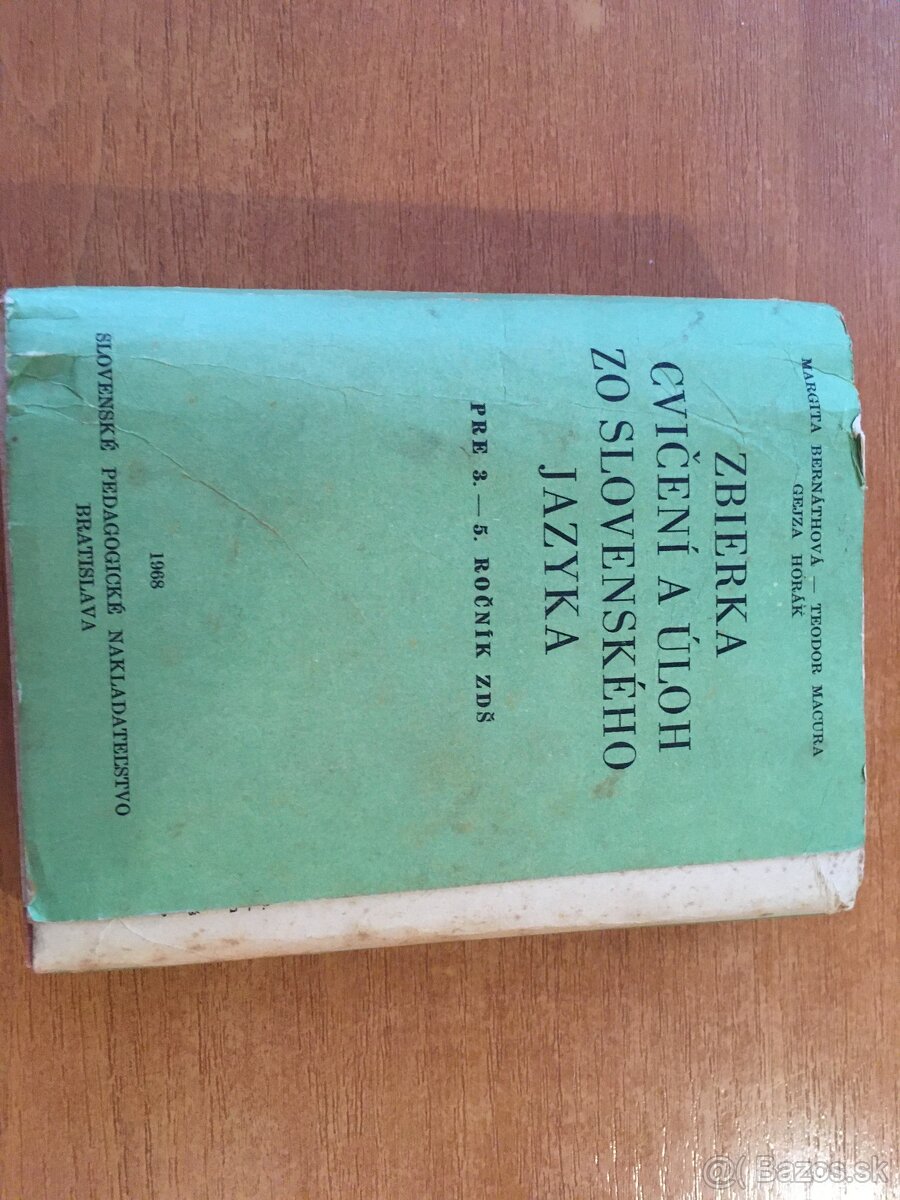 MARGITA BERNÁTHOVÁ — TEODOR MACURA
GEJZA HORÁK
ZBIERKA
CVIČENÍ A ÚLOH
ZO SLOVENSKÉHO
JAZYKA
PRE 3. — 5. ROČNÍK ZDŠ
1968
SLOVENSKÉ PEDAGOGICKÉ NAKLADATEĽSTVO
BRATISLAVA
@( Bazos.sk